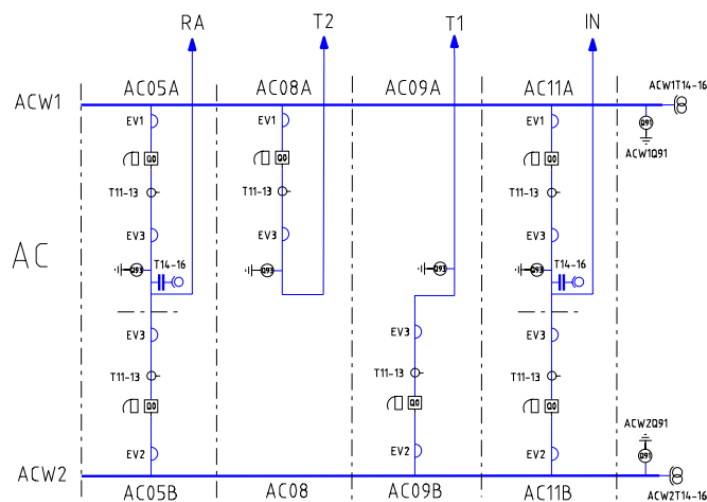 RA T2 T1 IN
AC05A AC08A AC09A AC11A ACW1T14-16
ACW1
EV1 EV1 EV1 Q91
Q0 Q0 Q0 ACW1Q91
T11-13 T11-13 T11-13
EV3 EV3 EV3
AC
Q93 T14-16 Q93 Q93 Q93 T14-16
EV3 EV3 EV3
T11-13 T11-13 T11-13
Q0 Q0 Q0
ACW2Q91
EV2 EV2 EV2 Q91
ACW2
AC05B AC08 AC09B AC11B ACW2T14-16